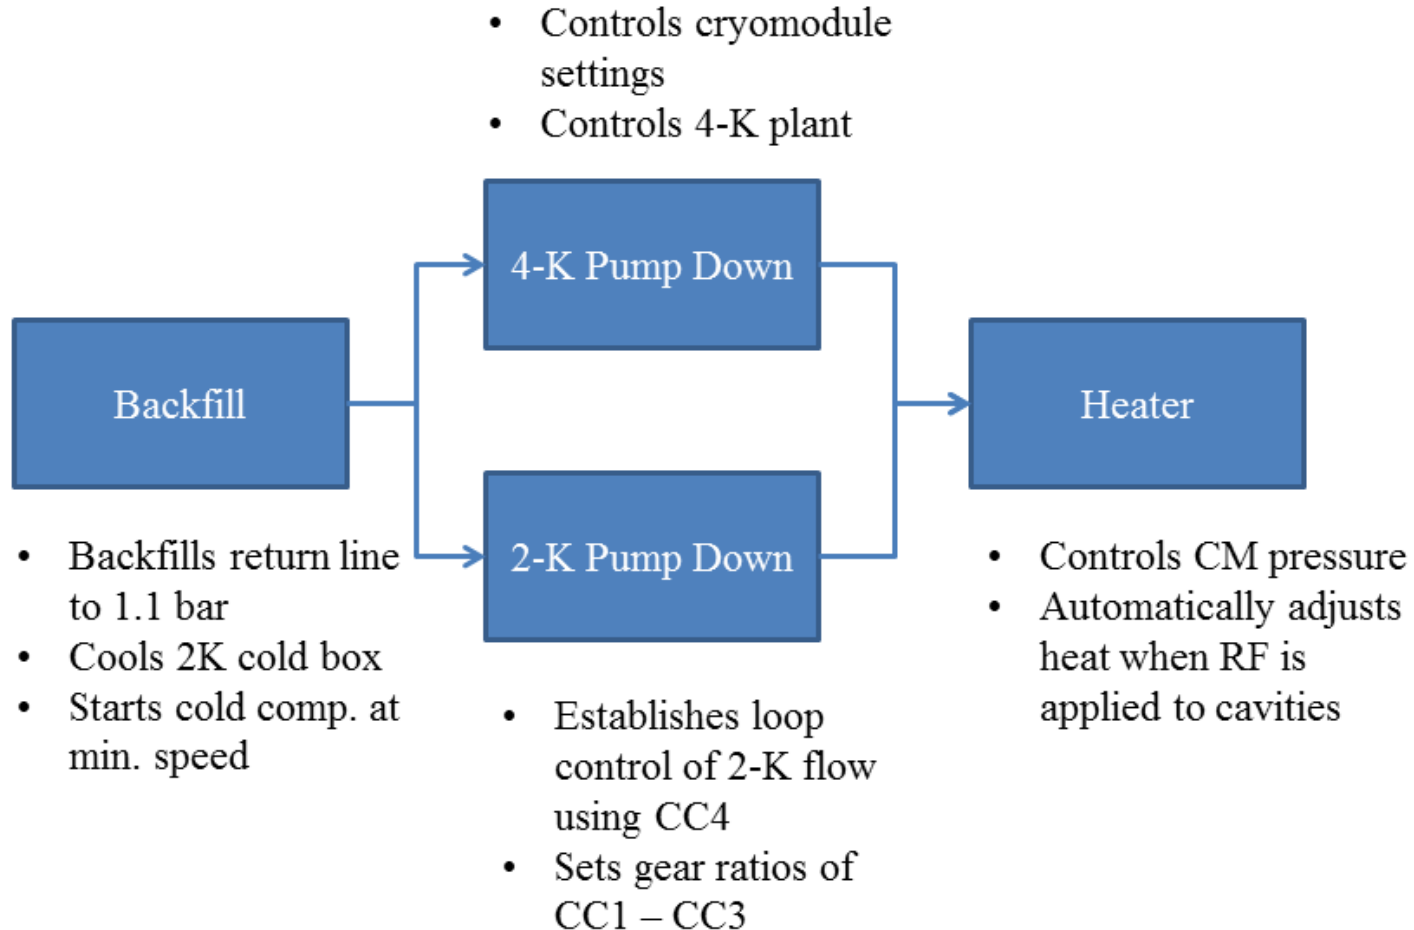 • Controls cryomodule
settings
• Controls 4-K plant
4-K Pump Down
Backfill
Heater
2-K Pump Down
• Backfills return line
to 1.1 bar
• Cools 2K cold box
• Starts cold comp. at
min. speed
• Establishes loop
control of 2-K flow
using CC4
• Sets gear ratios of
CC1 – CC3
• Controls CM pressure
• Automatically adjusts
heat when RF is
applied to cavities